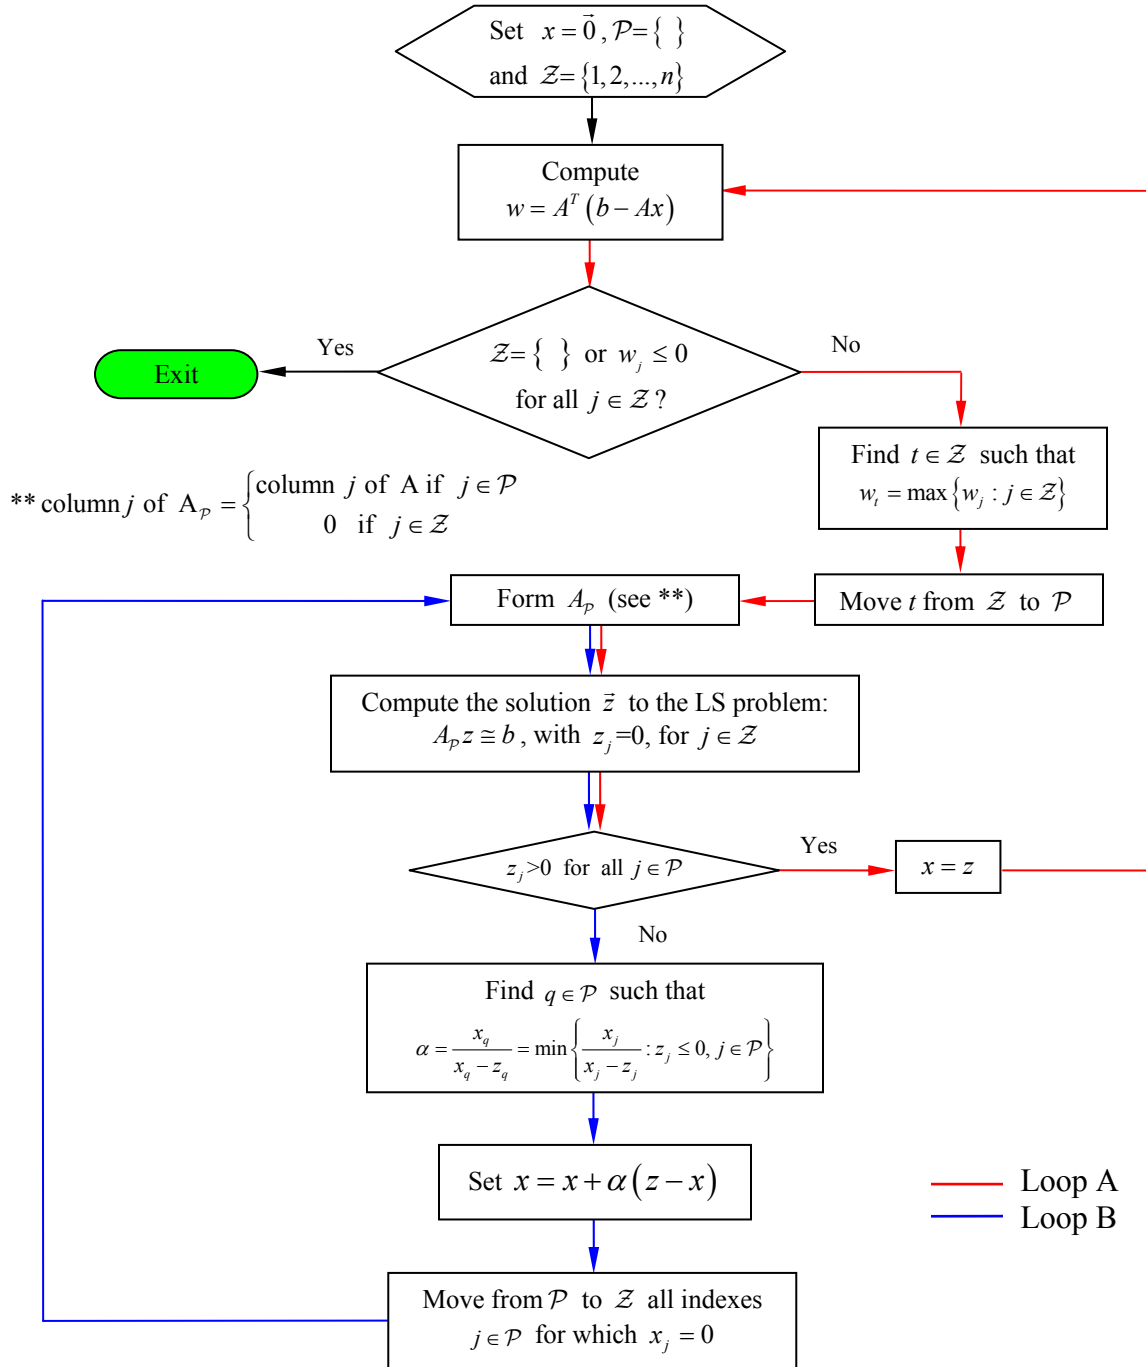 Set x = 0⃗ , 𝒫={ }
and 𝒵={1,2,...,n}
Compute
w = Aᵀ (b − Ax)
Yes
𝒵={ } or w_j ≤ 0
for all j ∈ 𝒵 ?
No
Exit
Find t ∈ 𝒵 such that
w_t = max{w_j : j ∈ 𝒵}
** column j of A_𝒫 = { column j of A if j ∈ 𝒫
0 if j ∈ 𝒵
Form A_𝒫 (see **)
Move t from 𝒵 to 𝒫
Compute the solution z⃗ to the LS problem:
A_𝒫 z ≅ b , with z_j =0, for j ∈ 𝒵
z_j >0 for all j ∈ 𝒫
Yes
x = z
No
Find q ∈ 𝒫 such that
α = x_q / (x_q − z_q) = min{ x_j / (x_j − z_j) : z_j ≤ 0, j ∈ 𝒫 }
Set x = x + α(z − x)
Loop A
Loop B
Move from 𝒫 to 𝒵 all indexes
j ∈ 𝒫 for which x_j = 0